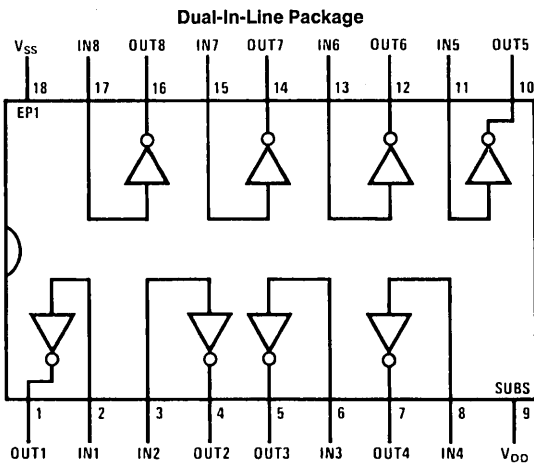 Dual-In-Line Package
VSS IN8 OUT8 IN7 OUT7 IN6 OUT6 IN5 OUT5
18 17 16 15 14 13 12 11 10
EP1
SUBS
1 2 3 4 5 6 7 8 9
OUT1 IN1 IN2 OUT2 OUT3 IN3 OUT4 IN4 VDD